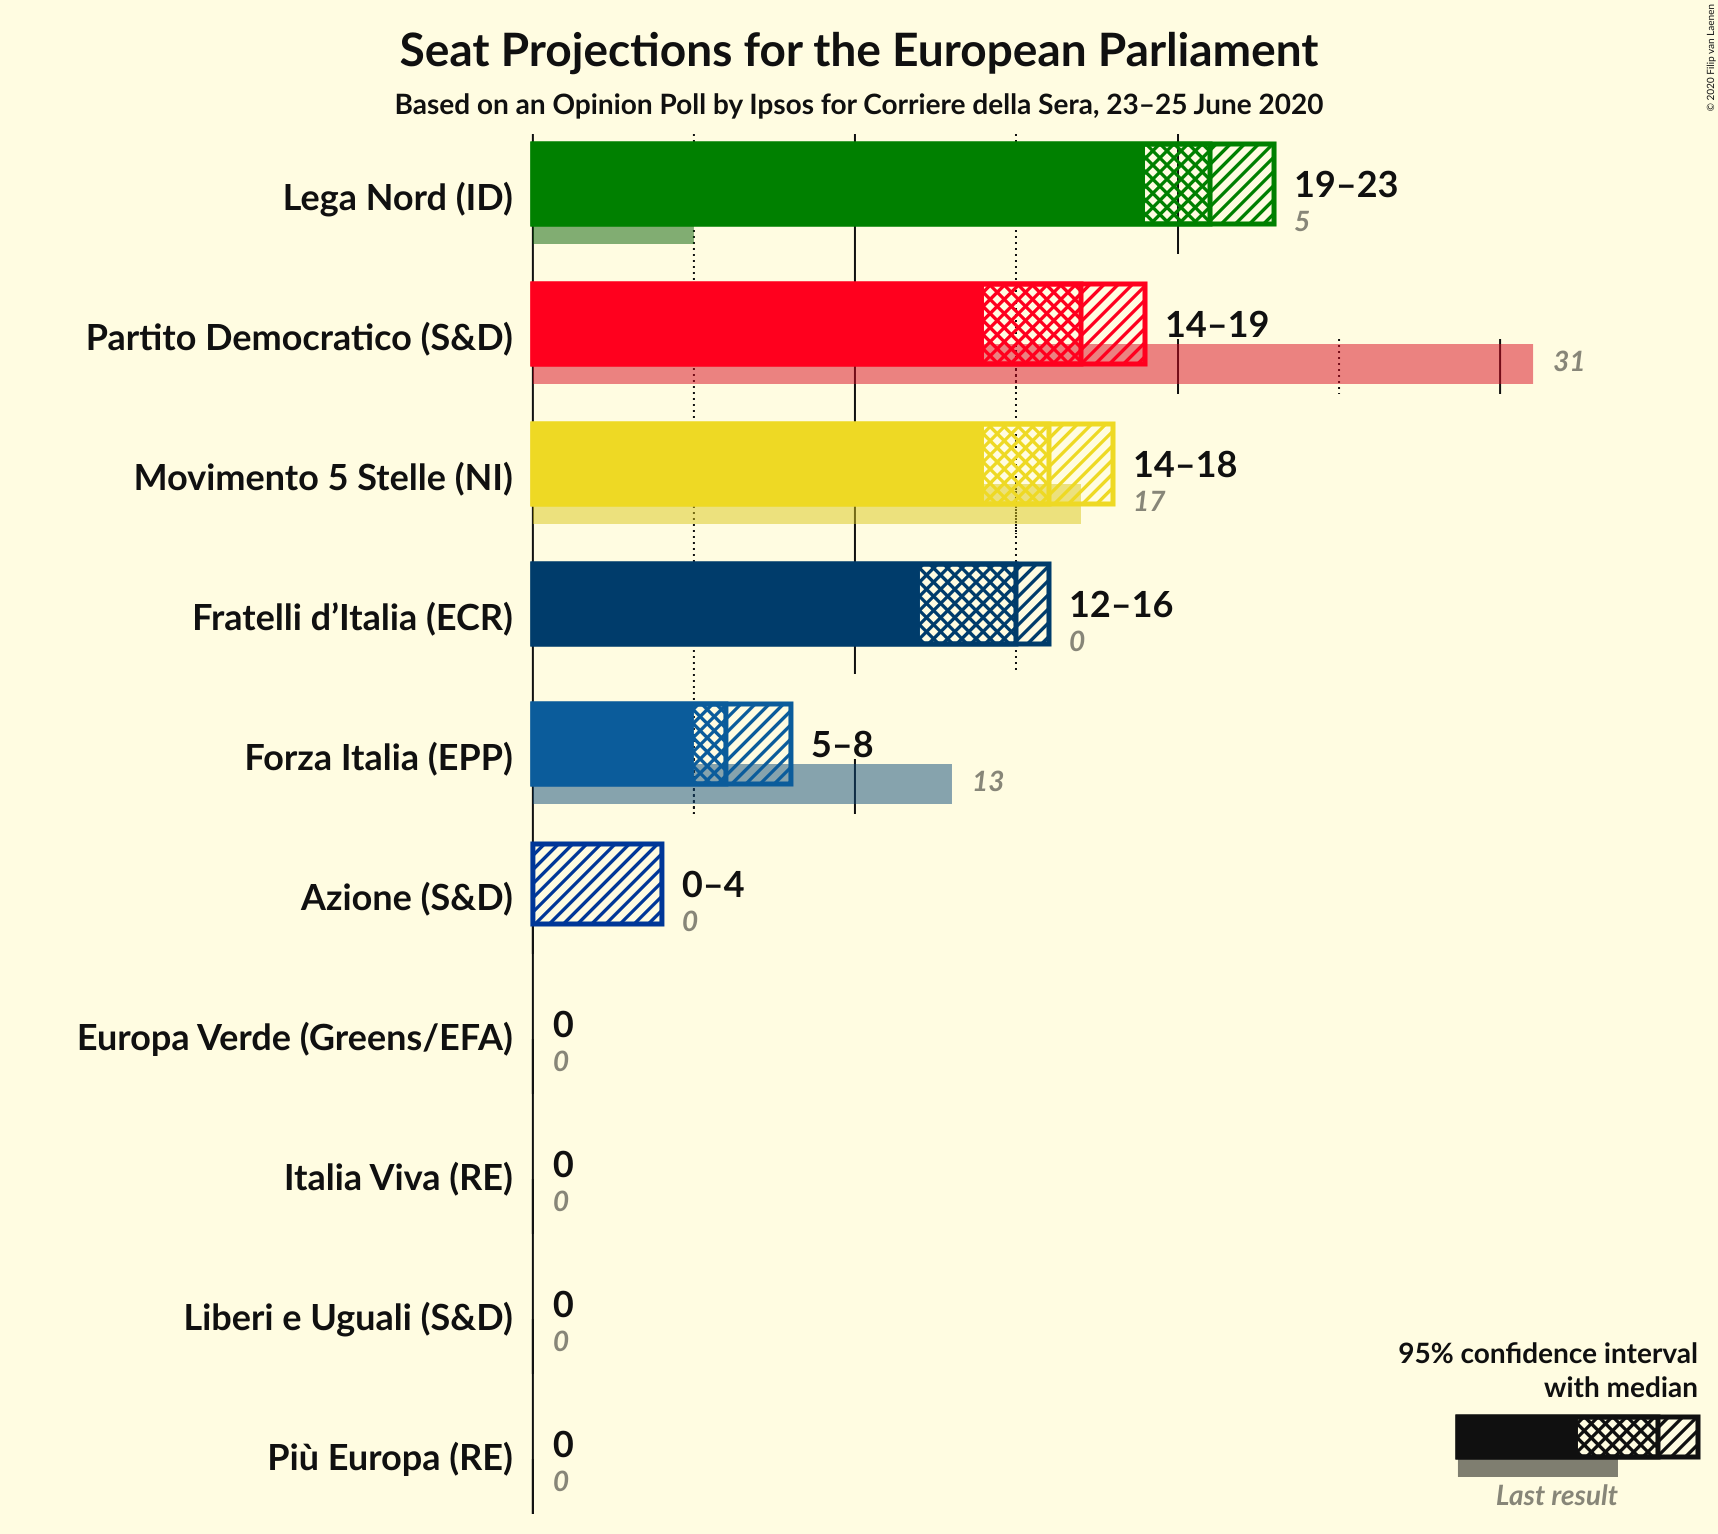 Seat Projections for the European Parliament
Based on an Opinion Poll by Ipsos for Corriere della Sera, 23–25 June 2020
© 2020 Filip van Laenen
Lega Nord (ID)
19–23
5
Partito Democratico (S&D)
14–19
31
Movimento 5 Stelle (NI)
14–18
17
Fratelli d’Italia (ECR)
12–16
0
Forza Italia (EPP)
5–8
13
Azione (S&D)
0–4
0
Europa Verde (Greens/EFA)
0
0
Italia Viva (RE)
0
0
Liberi e Uguali (S&D)
0
0
Più Europa (RE)
0
0
95% confidence interval
with median
Last result